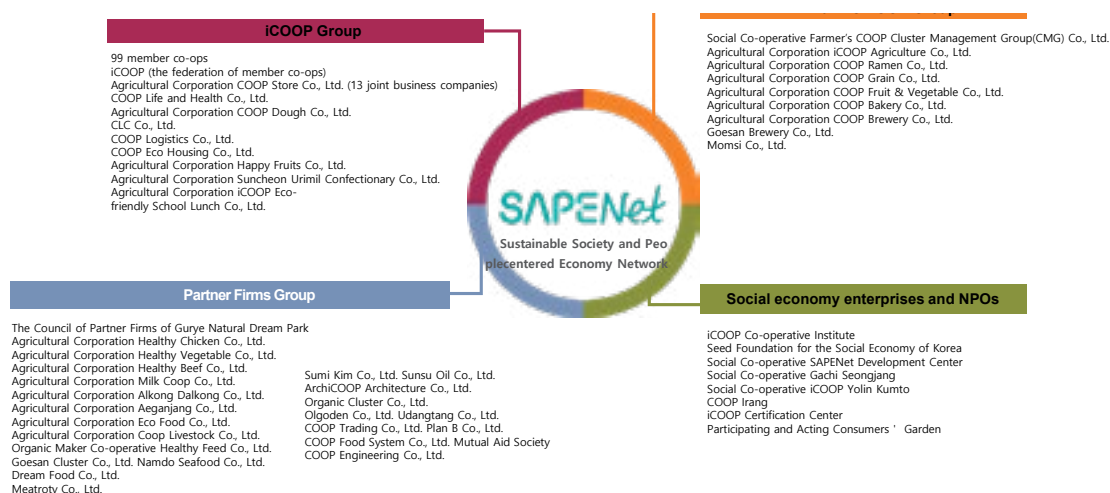 iCOOP Group
99 member co-ops
iCOOP (the federation of member co-ops)
Agricultural Corporation COOP Store Co., Ltd. (13 joint business companies)
COOP Life and Health Co., Ltd.
Agricultural Corporation COOP Dough Co., Ltd.
CLC Co., Ltd.
COOP Logistics Co., Ltd.
COOP Eco Housing Co., Ltd.
Agricultural Corporation Happy Fruits Co., Ltd.
Agricultural Corporation Suncheon Urimil Confectionary Co., Ltd.
Agricultural Corporation iCOOP Eco-
friendly School Lunch Co., Ltd.
Social Co-operative Farmer's COOP Cluster Management Group(CMG) Co., Ltd.
Agricultural Corporation iCOOP Agriculture Co., Ltd.
Agricultural Corporation COOP Ramen Co., Ltd.
Agricultural Corporation COOP Grain Co., Ltd.
Agricultural Corporation COOP Fruit & Vegetable Co., Ltd.
Agricultural Corporation COOP Bakery Co., Ltd.
Agricultural Corporation COOP Brewery Co., Ltd.
Goesan Brewery Co., Ltd.
Momsi Co., Ltd.
SAPENet
Sustainable Society and Peo
plecentered Economy Network
Partner Firms Group
The Council of Partner Firms of Gurye Natural Dream Park
Agricultural Corporation Healthy Chicken Co., Ltd.
Agricultural Corporation Healthy Vegetable Co., Ltd.
Agricultural Corporation Healthy Beef Co., Ltd.
Agricultural Corporation Milk Coop Co., Ltd.
Agricultural Corporation Alkong Dalkong Co., Ltd.
Agricultural Corporation Aeganjang Co., Ltd.
Agricultural Corporation Eco Food Co., Ltd.
Agricultural Corporation Coop Livestock Co., Ltd.
Organic Maker Co-operative Healthy Feed Co., Ltd.
Goesan Cluster Co., Ltd. Namdo Seafood Co., Ltd.
Dream Food Co., Ltd.
Meatroty Co., Ltd.
Sumi Kim Co., Ltd. Sunsu Oil Co., Ltd.
ArchiCOOP Architecture Co., Ltd.
Organic Cluster Co., Ltd.
Olgoden Co., Ltd. Udangtang Co., Ltd.
COOP Trading Co., Ltd. Plan B Co., Ltd.
COOP Food System Co., Ltd. Mutual Aid Society
COOP Engineering Co., Ltd.
Social economy enterprises and NPOs
iCOOP Co-operative Institute
Seed Foundation for the Social Economy of Korea
Social Co-operative SAPENet Development Center
Social Co-operative Gachi Seongjang
Social Co-operative iCOOP Yolin Kumto
COOP Irang
iCOOP Certification Center
Participating and Acting Consumers ' Garden